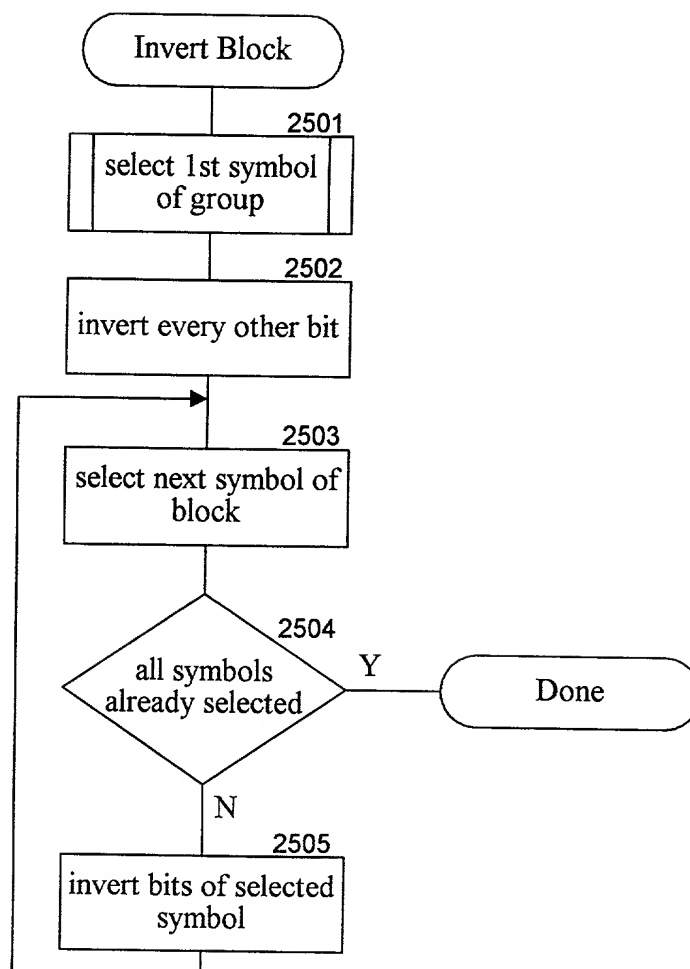 Invert Block
2501
select 1st symbol
of group
2502
invert every other bit
2503
select next symbol of
block
2504
all symbols
already selected
Y
Done
N
2505
invert bits of selected
symbol